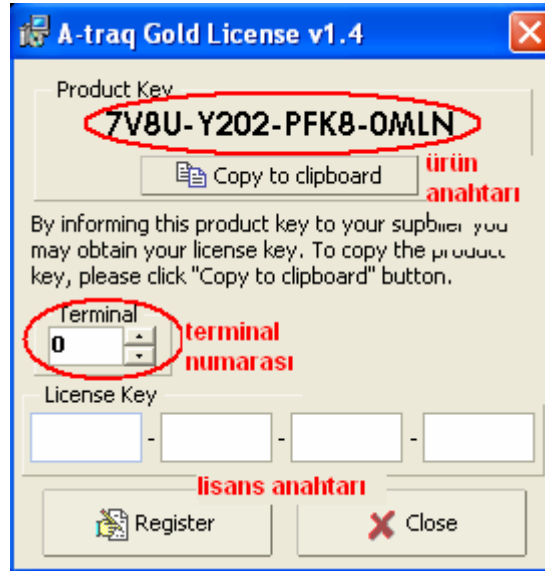 A-traq Gold License v1.4
Product Key
7V8U-Y202-PFK8-0MLN
Copy to clipboard
ürün
anahtarı
By informing this product key to your supplier you
may obtain your license key. To copy the product
key, please click "Copy to clipboard" button.
Terminal
0
terminal
numarası
License Key
- - -
lisans anahtarı
Register
Close